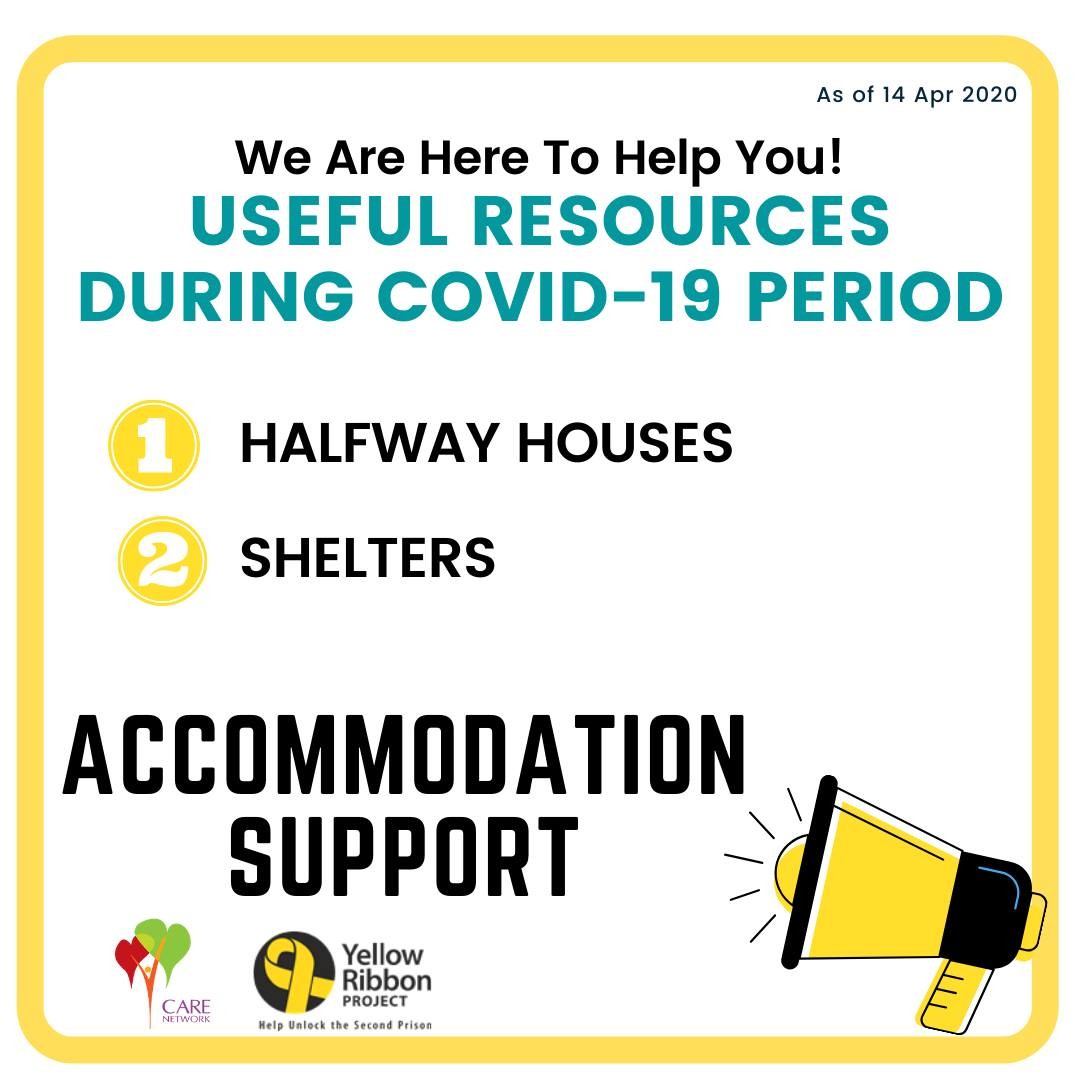 As of 14 Apr 2020
We Are Here To Help You!
USEFUL RESOURCES
DURING COVID-19 PERIOD
1 HALFWAY HOUSES
2 SHELTERS
ACCOMMODATION
SUPPORT
CARE
NETWORK
Yellow
Ribbon
PROJECT
Help Unlock the Second Prison